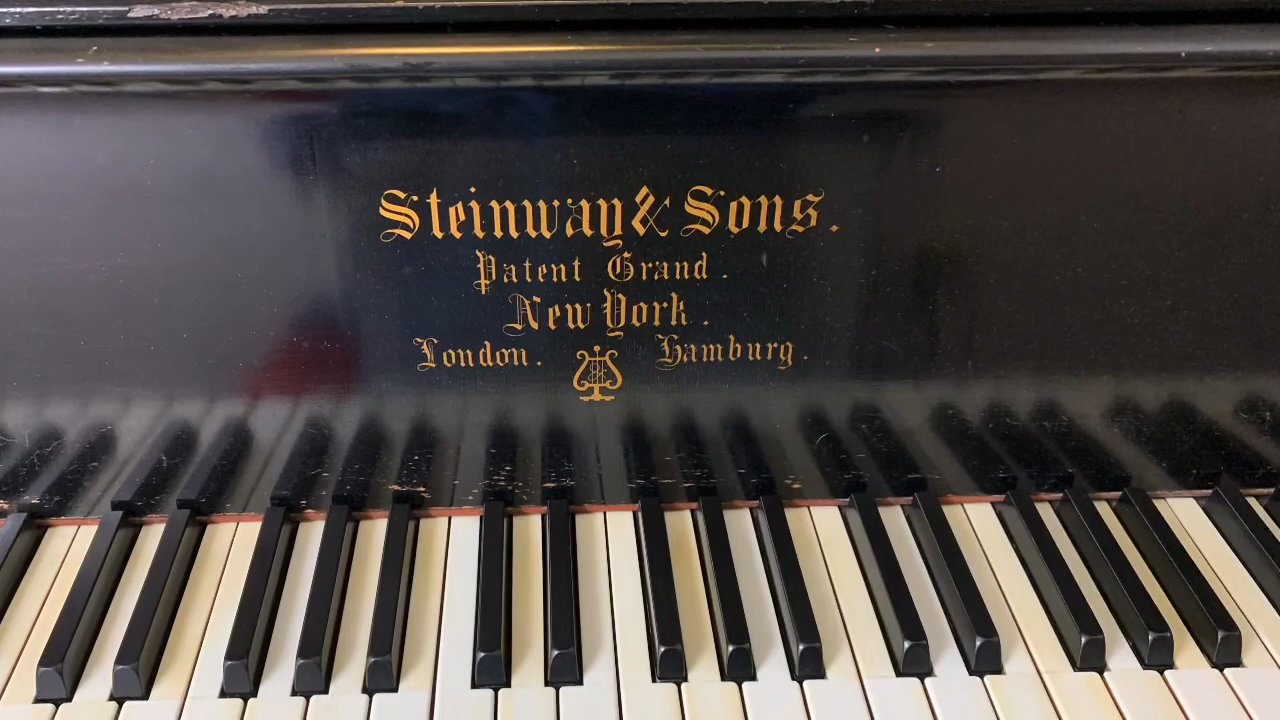 Steinway & Sons.
Patent Grand.
New York.
London. Hamburg.